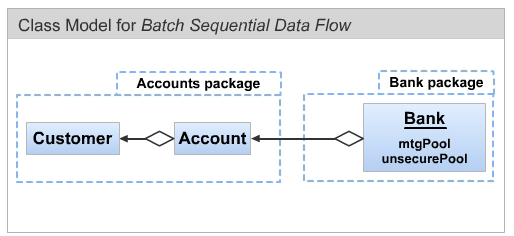 Class Model for Batch Sequential Data Flow
Accounts package
Bank package
Customer
Account
Bank
mtgPool
unsecurePool